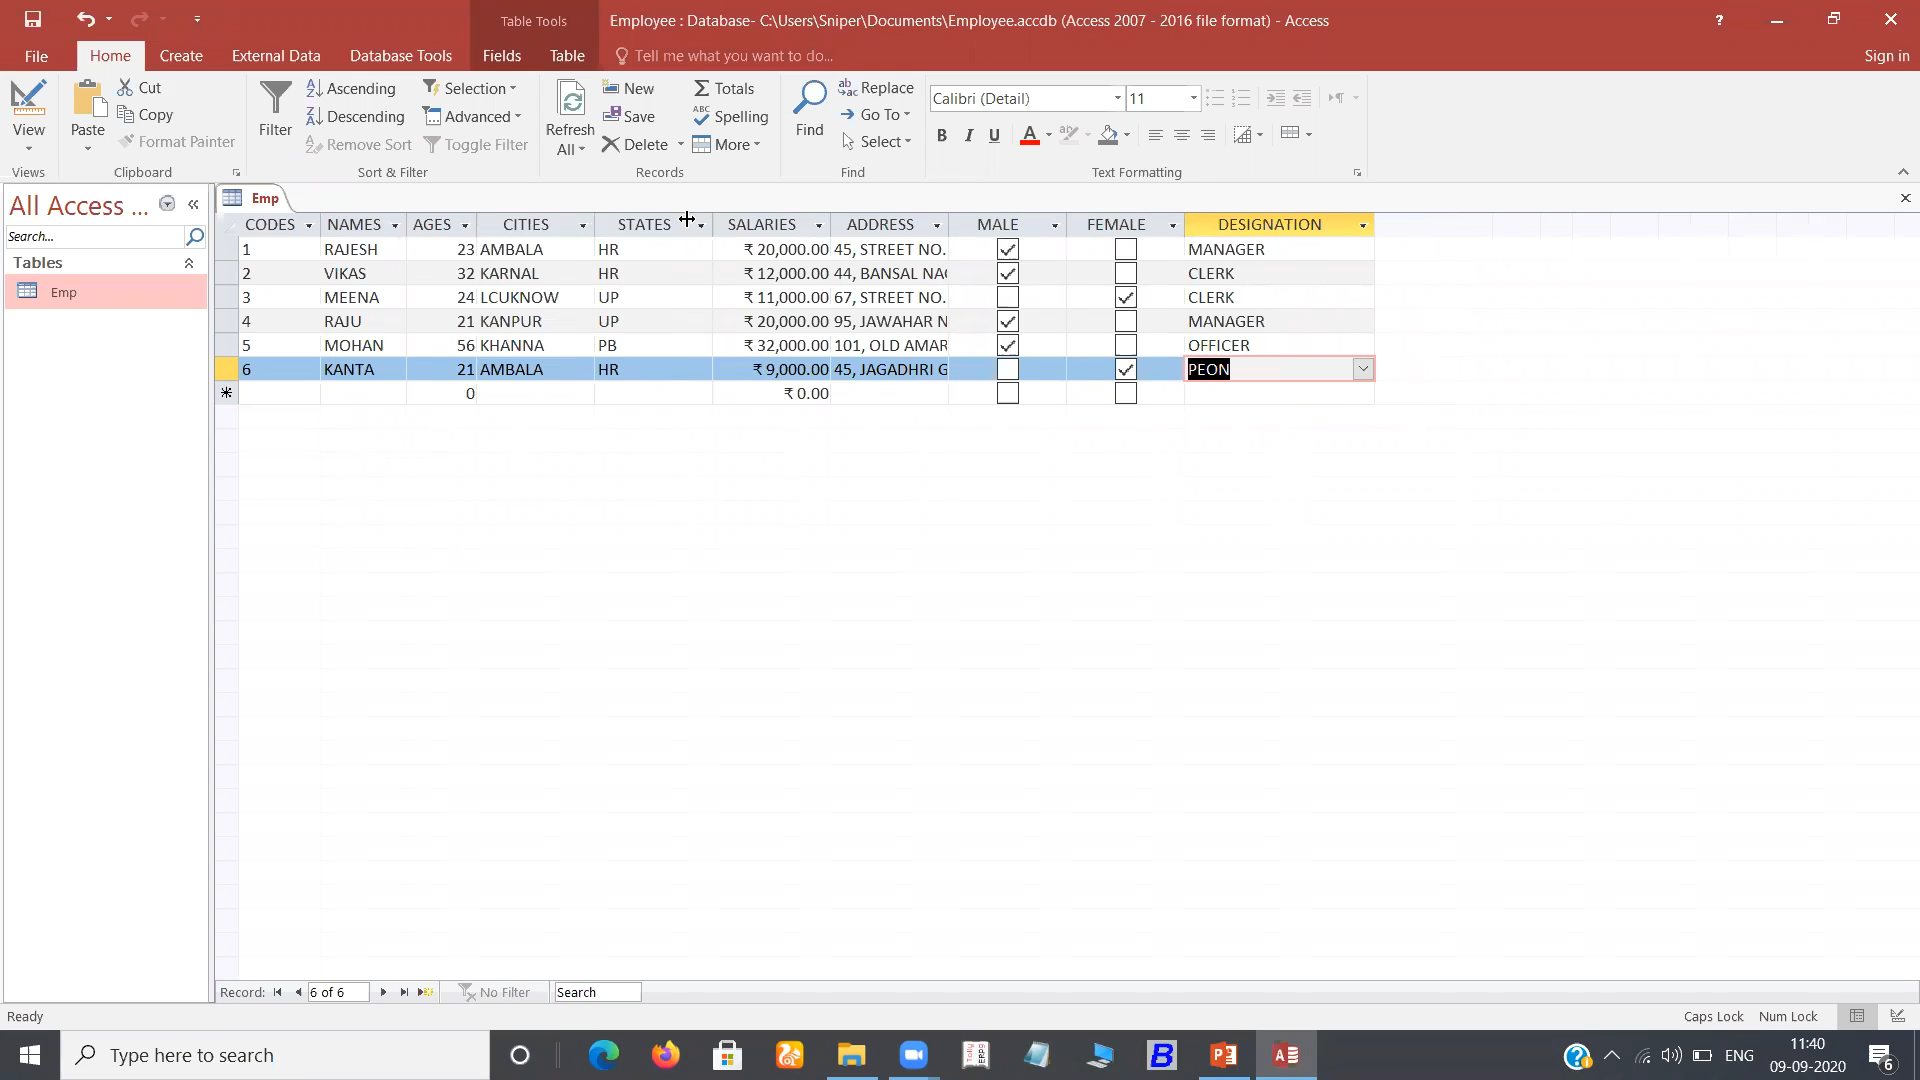 Table Tools
Employee : Database- C:\Users\Sniper\Documents\Employee.accdb (Access 2007 - 2016 file format) - Access
?
File Home Create External Data Database Tools Fields Table Tell me what you want to do... Sign in
View
Paste
Cut
Copy
Format Painter
Filter
Ascending
Descending
Remove Sort
Selection
Advanced
Toggle Filter
Refresh
All
New
Save
Delete
Totals
Spelling
More
Find
Replace
Go To
Select
Calibri (Detail) 11
B I U A
Views Clipboard Sort & Filter Records Find Text Formatting
All Access ...
Search...
Tables
Emp
Emp
CODES NAMES AGES CITIES STATES SALARIES ADDRESS MALE FEMALE DESIGNATION
1 RAJESH 23 AMBALA HR ₹ 20,000.00 45, STREET NO. MANAGER
2 VIKAS 32 KARNAL HR ₹ 12,000.00 44, BANSAL NAG CLERK
3 MEENA 24 LCUKNOW UP ₹ 11,000.00 67, STREET NO. CLERK
4 RAJU 21 KANPUR UP ₹ 20,000.00 95, JAWAHAR N MANAGER
5 MOHAN 56 KHANNA PB ₹ 32,000.00 101, OLD AMAR OFFICER
6 KANTA 21 AMBALA HR ₹ 9,000.00 45, JAGADHRI G PEON
0 ₹ 0.00
Record: 6 of 6 No Filter Search
Ready Caps Lock Num Lock
Type here to search
ENG
11:40
09-09-2020
6